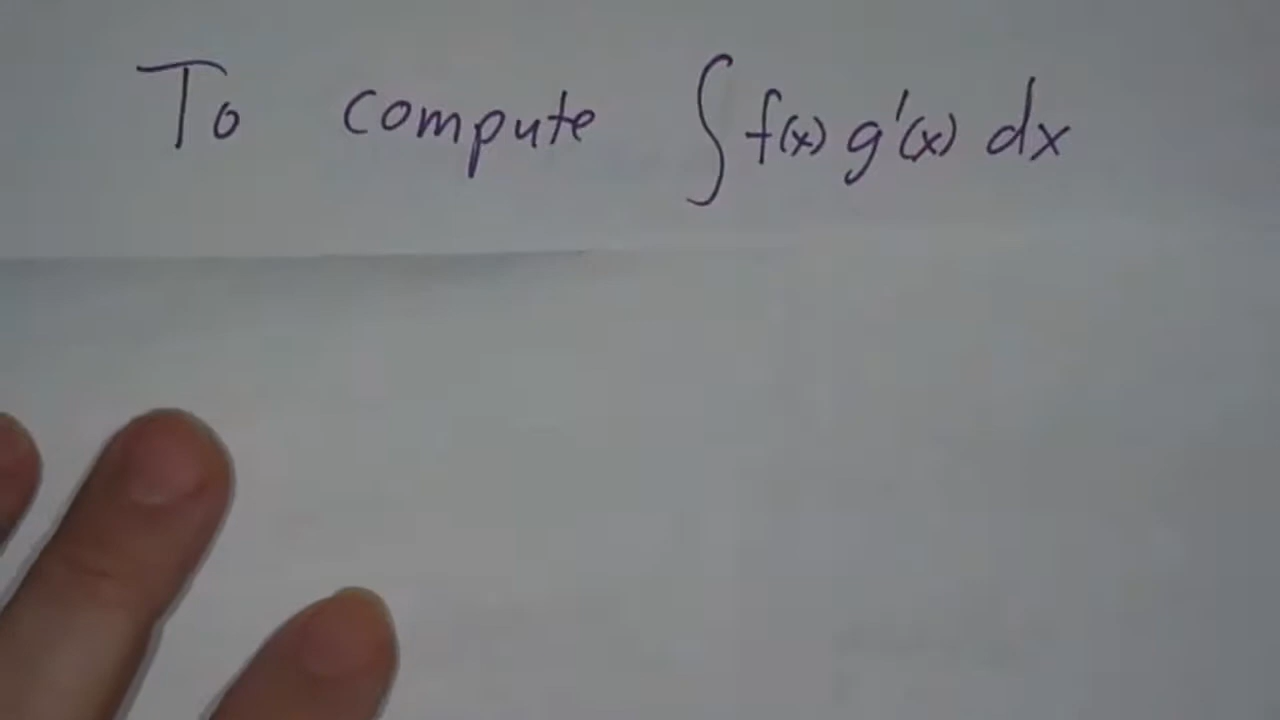 To compute ∫f(x) g'(x) dx